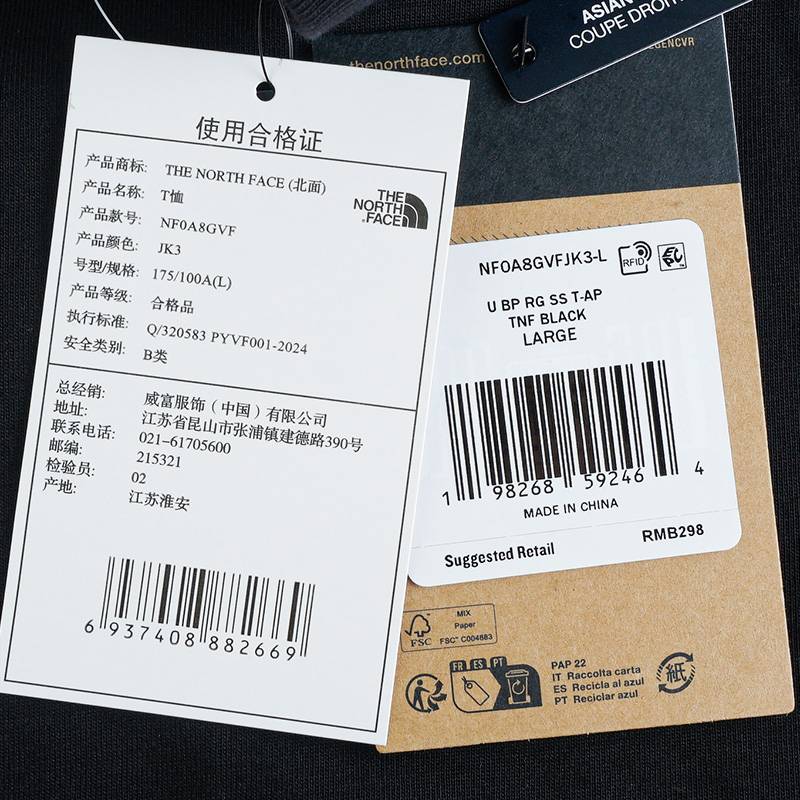 使用合格证
产品商标: THE NORTH FACE (北面)
产品名称: T恤
产品款号: NF0A8GVF
产品颜色: JK3
号型/规格: 175/100A(L)
产品等级: 合格品
执行标准: Q/320583 PYVF001-2024
安全类别: B类
THE
NORTH
FACE
总经销: 威富服饰（中国）有限公司
地址: 江苏省昆山市张浦镇建德路390号
联系电话: 021-61705600
邮编: 215321
检验员: 02
产地: 江苏淮安
6 937408 882669
thenorthface.com
ASIAN
COUPE DROIT
NF0A8GVFJK3-L
RFID
EPC
U BP RG SS T-AP
TNF BLACK
LARGE
1 98268 59246 4
MADE IN CHINA
Suggested Retail RMB298
FSC
MIX
Paper
FSC™ C004883
FR ES PT
PAP 22
IT Raccolta carta
ES Recicla al azul
PT Reciclar azul
紙